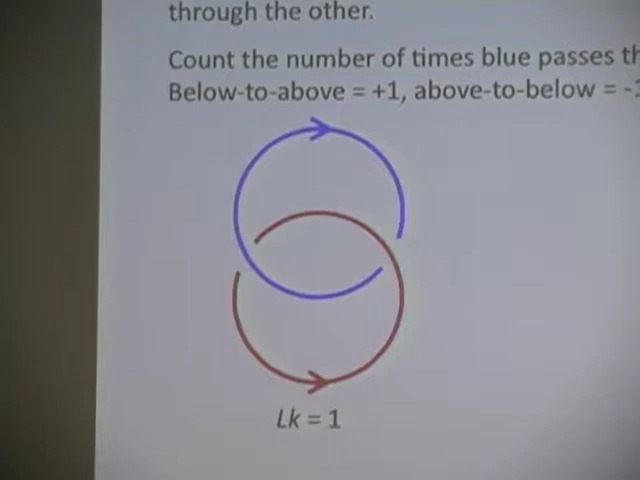 through the other.
Count the number of times blue passes
Below-to-above = +1, above-to-below =
Lk = 1